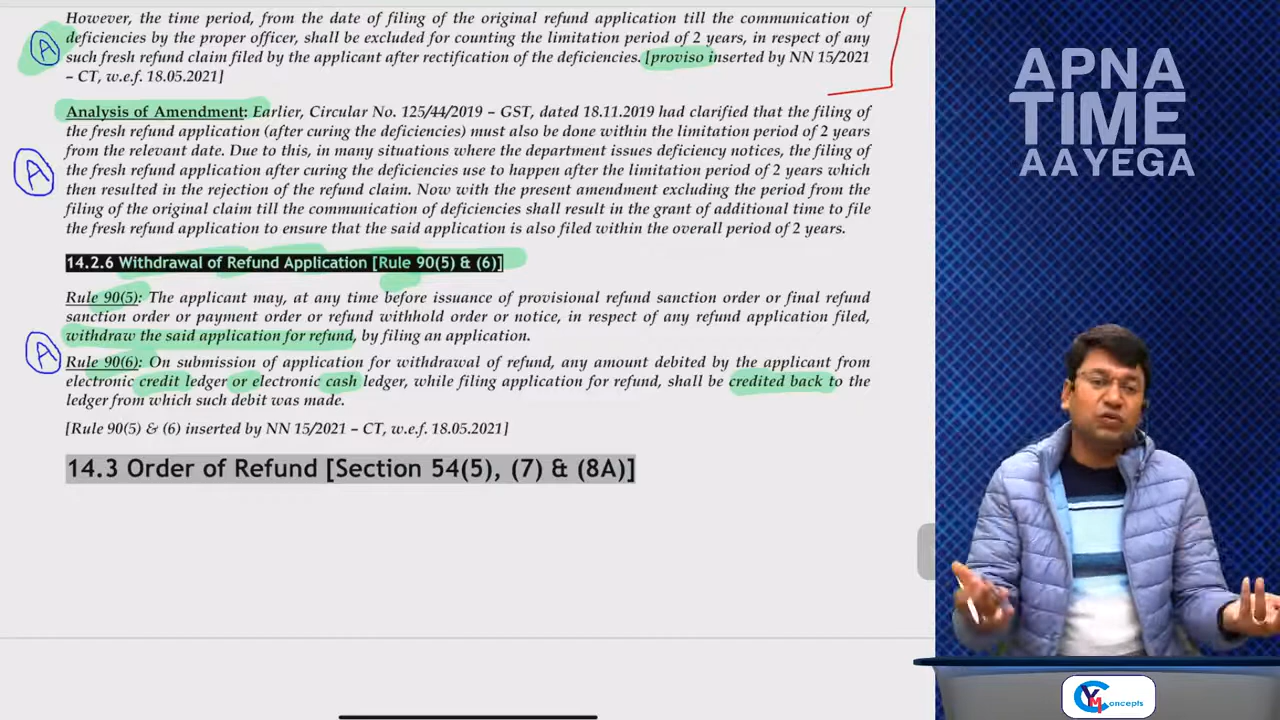 However, the time period, from the date of filing of the original refund application till the communication of
deficiencies by the proper officer, shall be excluded for counting the limitation period of 2 years, in respect of any
such fresh refund claim filed by the applicant after rectification of the deficiencies. [proviso inserted by NN 15/2021
– CT, w.e.f. 18.05.2021]
A
Analysis of Amendment: Earlier, Circular No. 125/44/2019 – GST, dated 18.11.2019 had clarified that the filing of
the fresh refund application (after curing the deficiencies) must also be done within the limitation period of 2 years
from the relevant date. Due to this, in many situations where the department issues deficiency notices, the filing of
the fresh refund application after curing the deficiencies use to happen after the limitation period of 2 years which
then resulted in the rejection of the refund claim. Now with the present amendment excluding the period from the
filing of the original claim till the communication of deficiencies shall result in the grant of additional time to file
the fresh refund application to ensure that the said application is also filed within the overall period of 2 years.
A
14.2.6 Withdrawal of Refund Application [Rule 90(5) & (6)]
Rule 90(5): The applicant may, at any time before issuance of provisional refund sanction order or final refund
sanction order or payment order or refund withhold order or notice, in respect of any refund application filed,
withdraw the said application for refund, by filing an application.
A
Rule 90(6): On submission of application for withdrawal of refund, any amount debited by the applicant from
electronic credit ledger or electronic cash ledger, while filing application for refund, shall be credited back to the
ledger from which such debit was made.
[Rule 90(5) & (6) inserted by NN 15/2021 – CT, w.e.f. 18.05.2021]
14.3 Order of Refund [Section 54(5), (7) & (8A)]
APNA
TIME
AAYEGA
YM Concepts